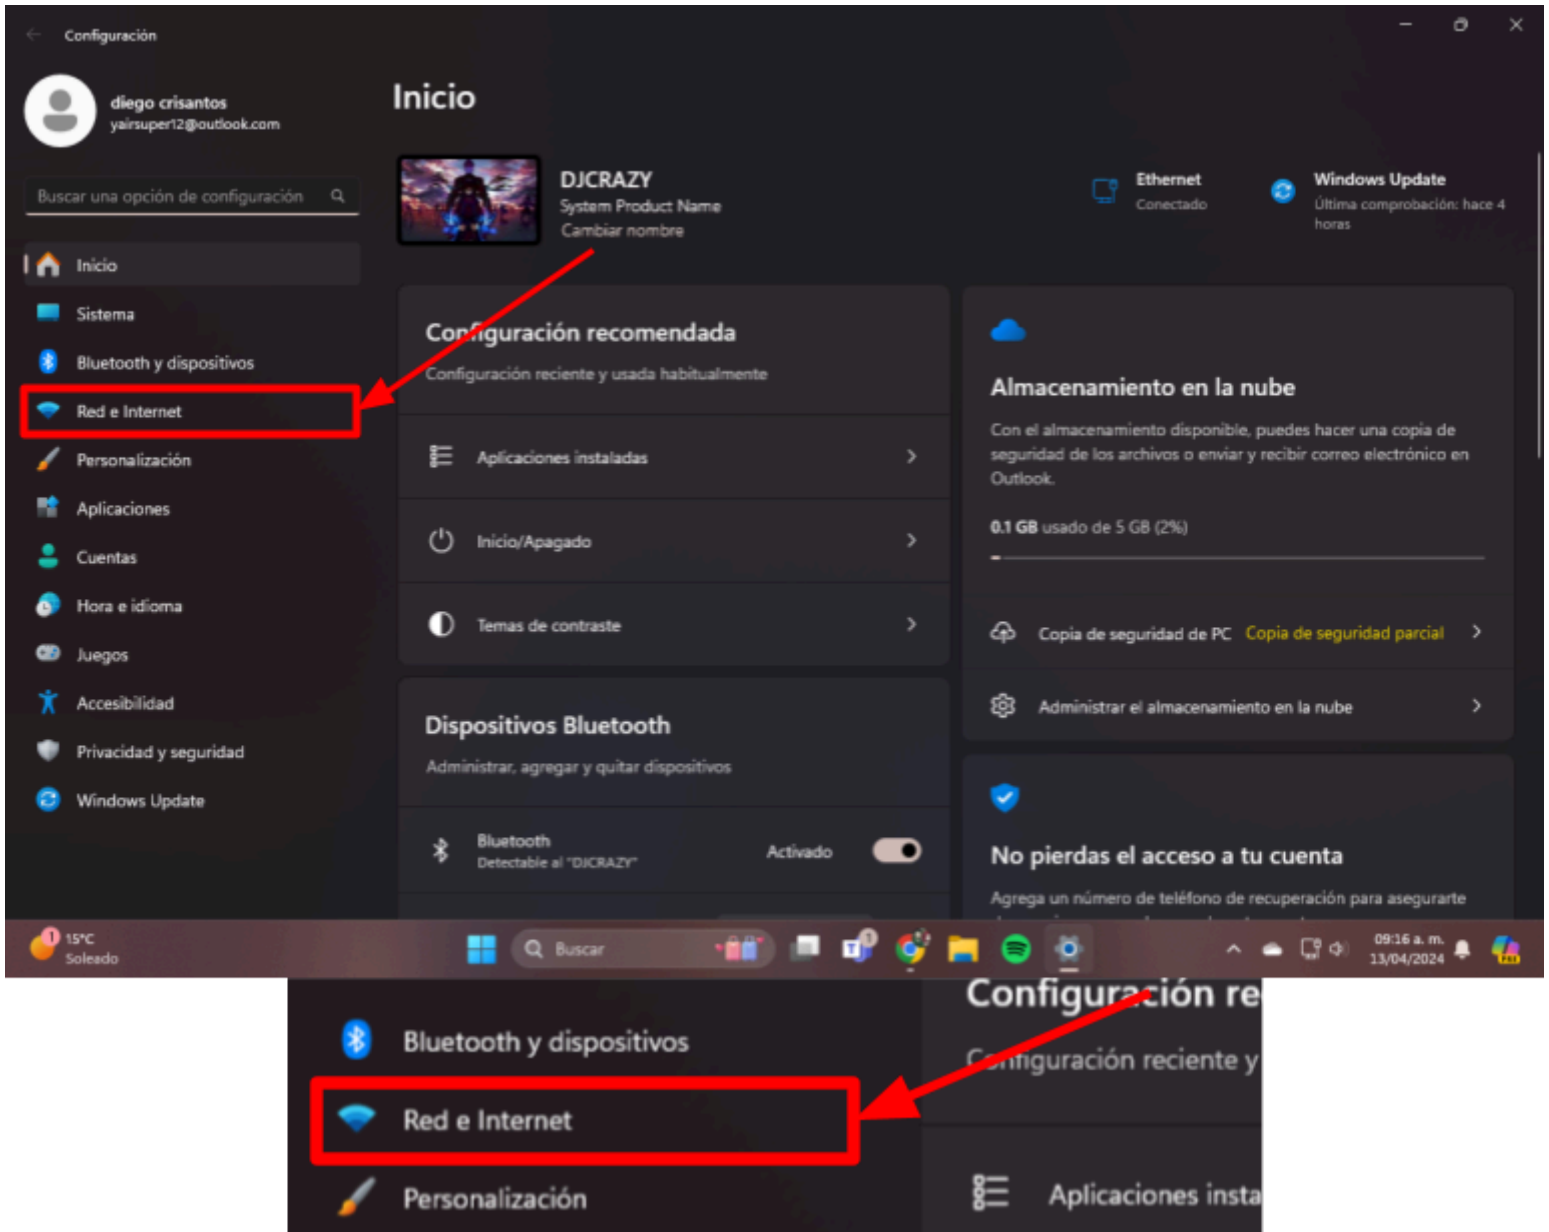 Configuración
diego crisantos
yairsuper12@outlook.com
Buscar una opción de configuración
Inicio
Sistema
Bluetooth y dispositivos
Red e Internet
Personalización
Aplicaciones
Cuentas
Hora e idioma
Juegos
Accesibilidad
Privacidad y seguridad
Windows Update
Inicio
DJCRAZY
System Product Name
Cambiar nombre
Ethernet
Conectado
Windows Update
Última comprobación: hace 4
horas
Configuración recomendada
Configuración reciente y usada habitualmente
Aplicaciones instaladas
Inicio/Apagado
Temas de contraste
Dispositivos Bluetooth
Administrar, agregar y quitar dispositivos
Bluetooth
Detectable al "DJCRAZY"
Activado
Almacenamiento en la nube
Con el almacenamiento disponible, puedes hacer una copia de
seguridad de los archivos o enviar y recibir correo electrónico en
Outlook.
0.1 GB usado de 5 GB (2%)
Copia de seguridad de PC Copia de seguridad parcial
Administrar el almacenamiento en la nube
No pierdas el acceso a tu cuenta
Agrega un número de teléfono de recuperación para asegurarte
1
15°C
Soleado
Buscar
1
09:16 a. m.
13/04/2024
PRE
Configuración re
Bluetooth y dispositivos
Configuración reciente y
Red e Internet
Personalización
Aplicaciones insta